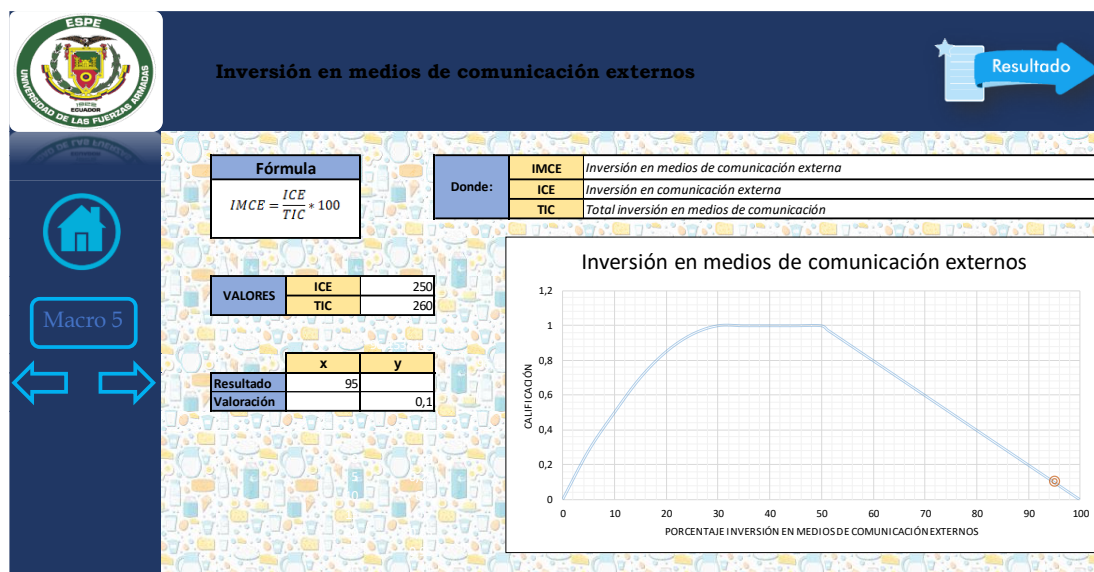 ESPE
UNIVERSIDAD DE LAS FUERZAS ARMADAS
ECUADOR
Inversión en medios de comunicación externos
Resultado
Fórmula
IMCE = ICE / TIC * 100
Donde:
IMCE Inversión en medios de comunicación externa
ICE Inversión en comunicación externa
TIC Total inversión en medios de comunicación
VALORES
ICE 250
TIC 260
Macro 5
x y
Resultado 95
Valoración 0,1
Inversión en medios de comunicación externos
1,2
1
0,8
0,6
0,4
0,2
0
CALIFICACIÓN
0 10 20 30 40 50 60 70 80 90 100
PORCENTAJE INVERSIÓN EN MEDIOS DE COMUNICACIÓN EXTERNOS